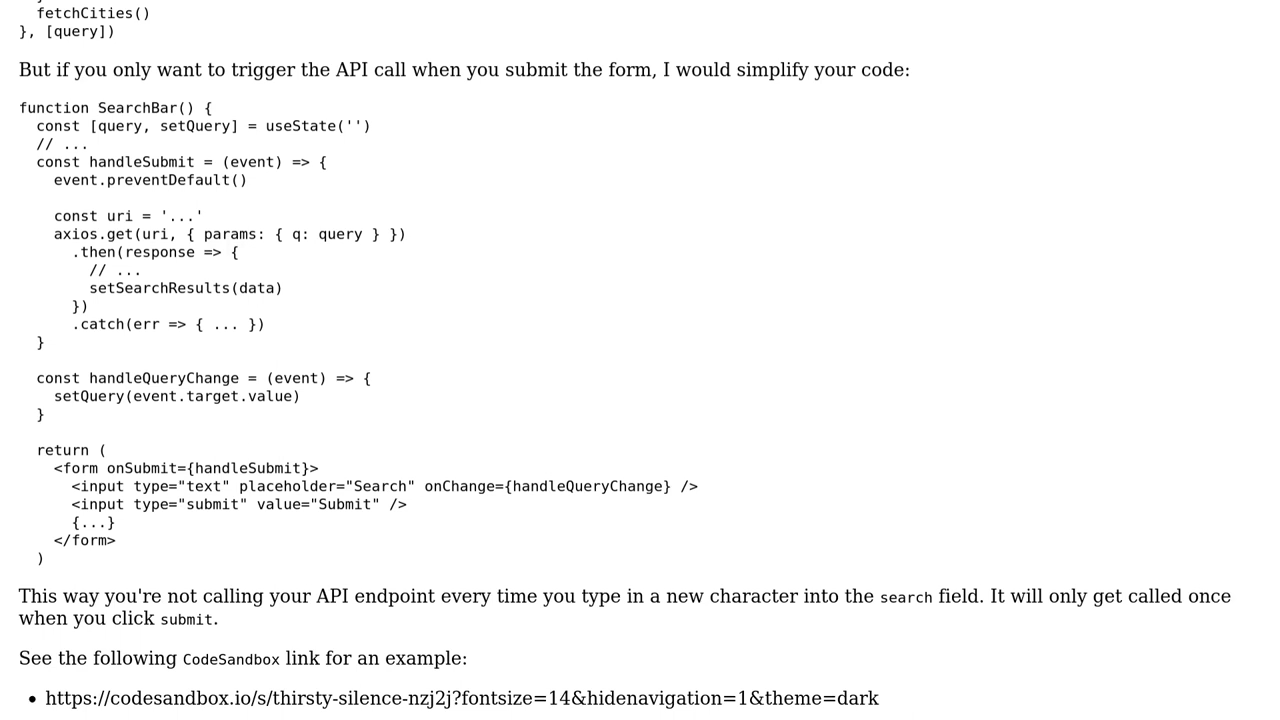 fetchCities()
}, [query])
But if you only want to trigger the API call when you submit the form, I would simplify your code:
function SearchBar() {
  const [query, setQuery] = useState('')
  // ...
  const handleSubmit = (event) => {
    event.preventDefault()

    const uri = '...'
    axios.get(uri, { params: { q: query } })
      .then(response => {
        // ...
        setSearchResults(data)
      })
      .catch(err => { ... })
  }

  const handleQueryChange = (event) => {
    setQuery(event.target.value)
  }

  return (
    <form onSubmit={handleSubmit}>
      <input type="text" placeholder="Search" onChange={handleQueryChange} />
      <input type="submit" value="Submit" />
      {...}
    </form>
  )
This way you're not calling your API endpoint every time you type in a new character into the search field. It will only get called once
when you click submit.
See the following CodeSandbox link for an example:
• https://codesandbox.io/s/thirsty-silence-nzj2j?fontsize=14&hidenavigation=1&theme=dark